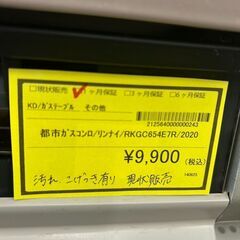 □現状販売 □1ヶ月保証 □3ヶ月保証 □6ヶ月保証
KD/ガステーブル その他
2125640000000243
都市ガスコンロ/リンナイ/RKGC654E7R/2020
¥9,900(税込)
汚れ、こげつき有り 現状販売
140625